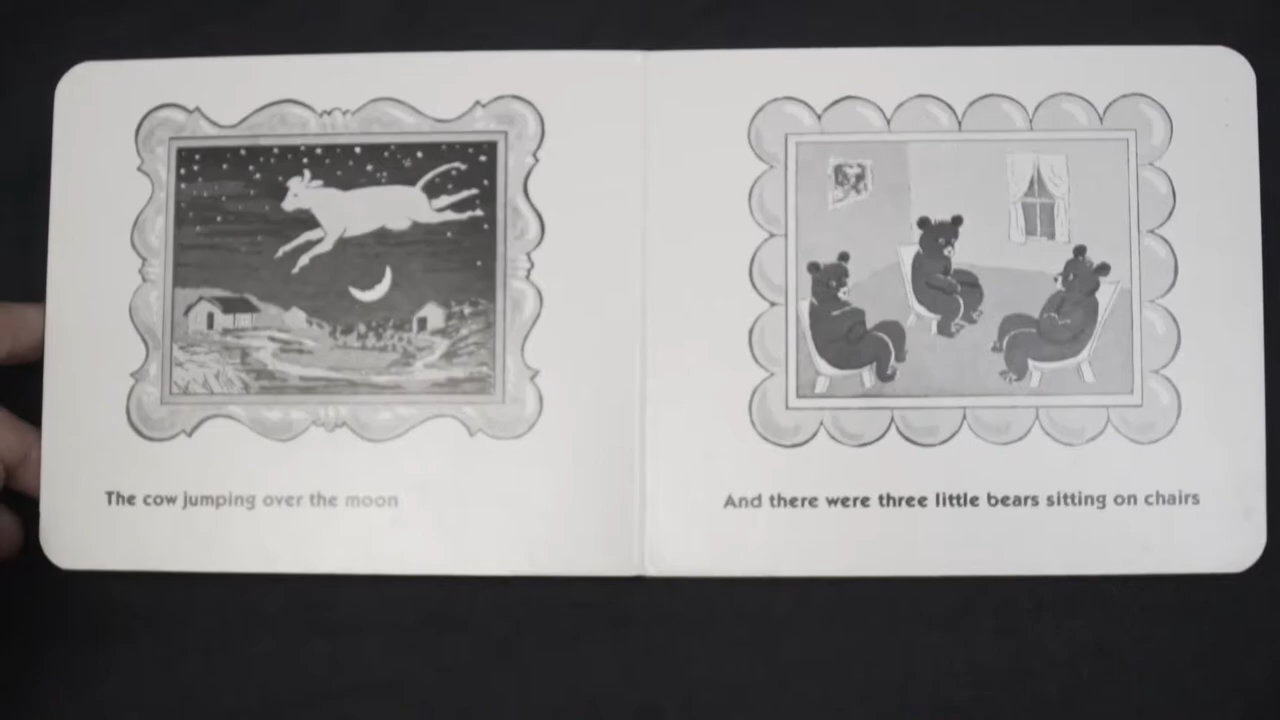 The cow jumping over the moon
And there were three little bears sitting on chairs